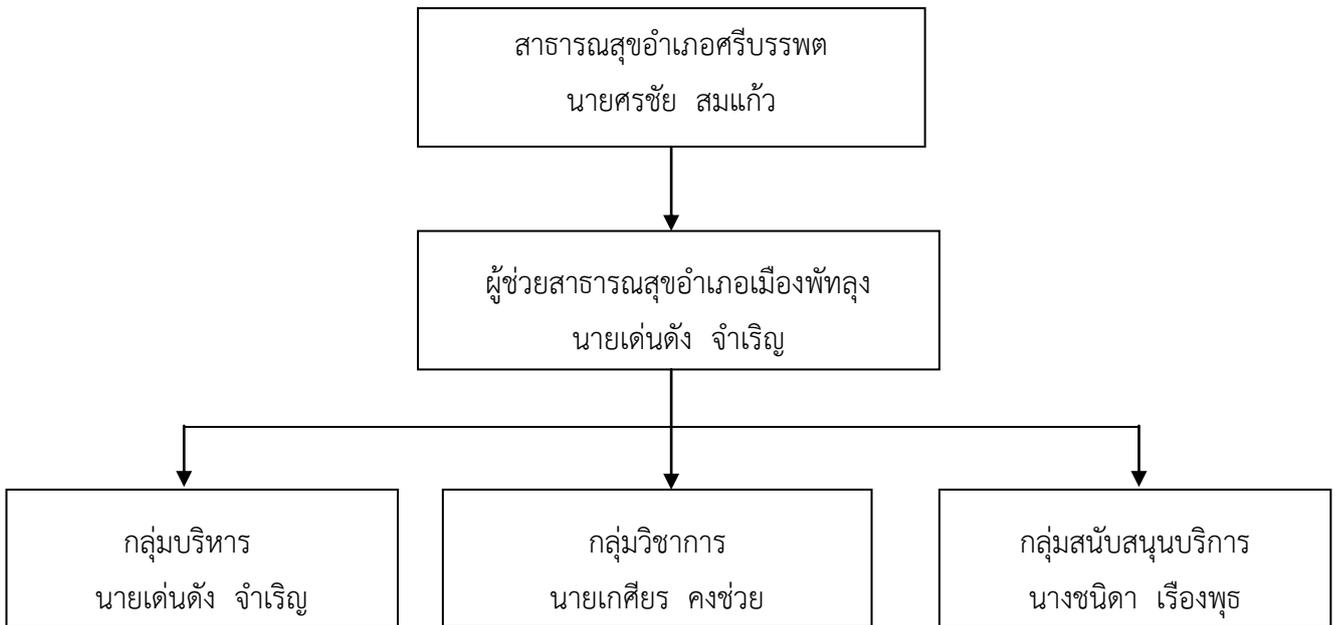 สาธารณสุขอำเภอศรีบรรพต
นายศรชัย สมแก้ว
ผู้ช่วยสาธารณสุขอำเภอเมืองพัทลุง
นายเด่นดัง จำเริญ
กลุ่มบริหาร
นายเด่นดัง จำเริญ
กลุ่มวิชาการ
นายเกศียร คงช่วย
กลุ่มสนับสนุนบริการ
นางชนิดา เรืองพุธ